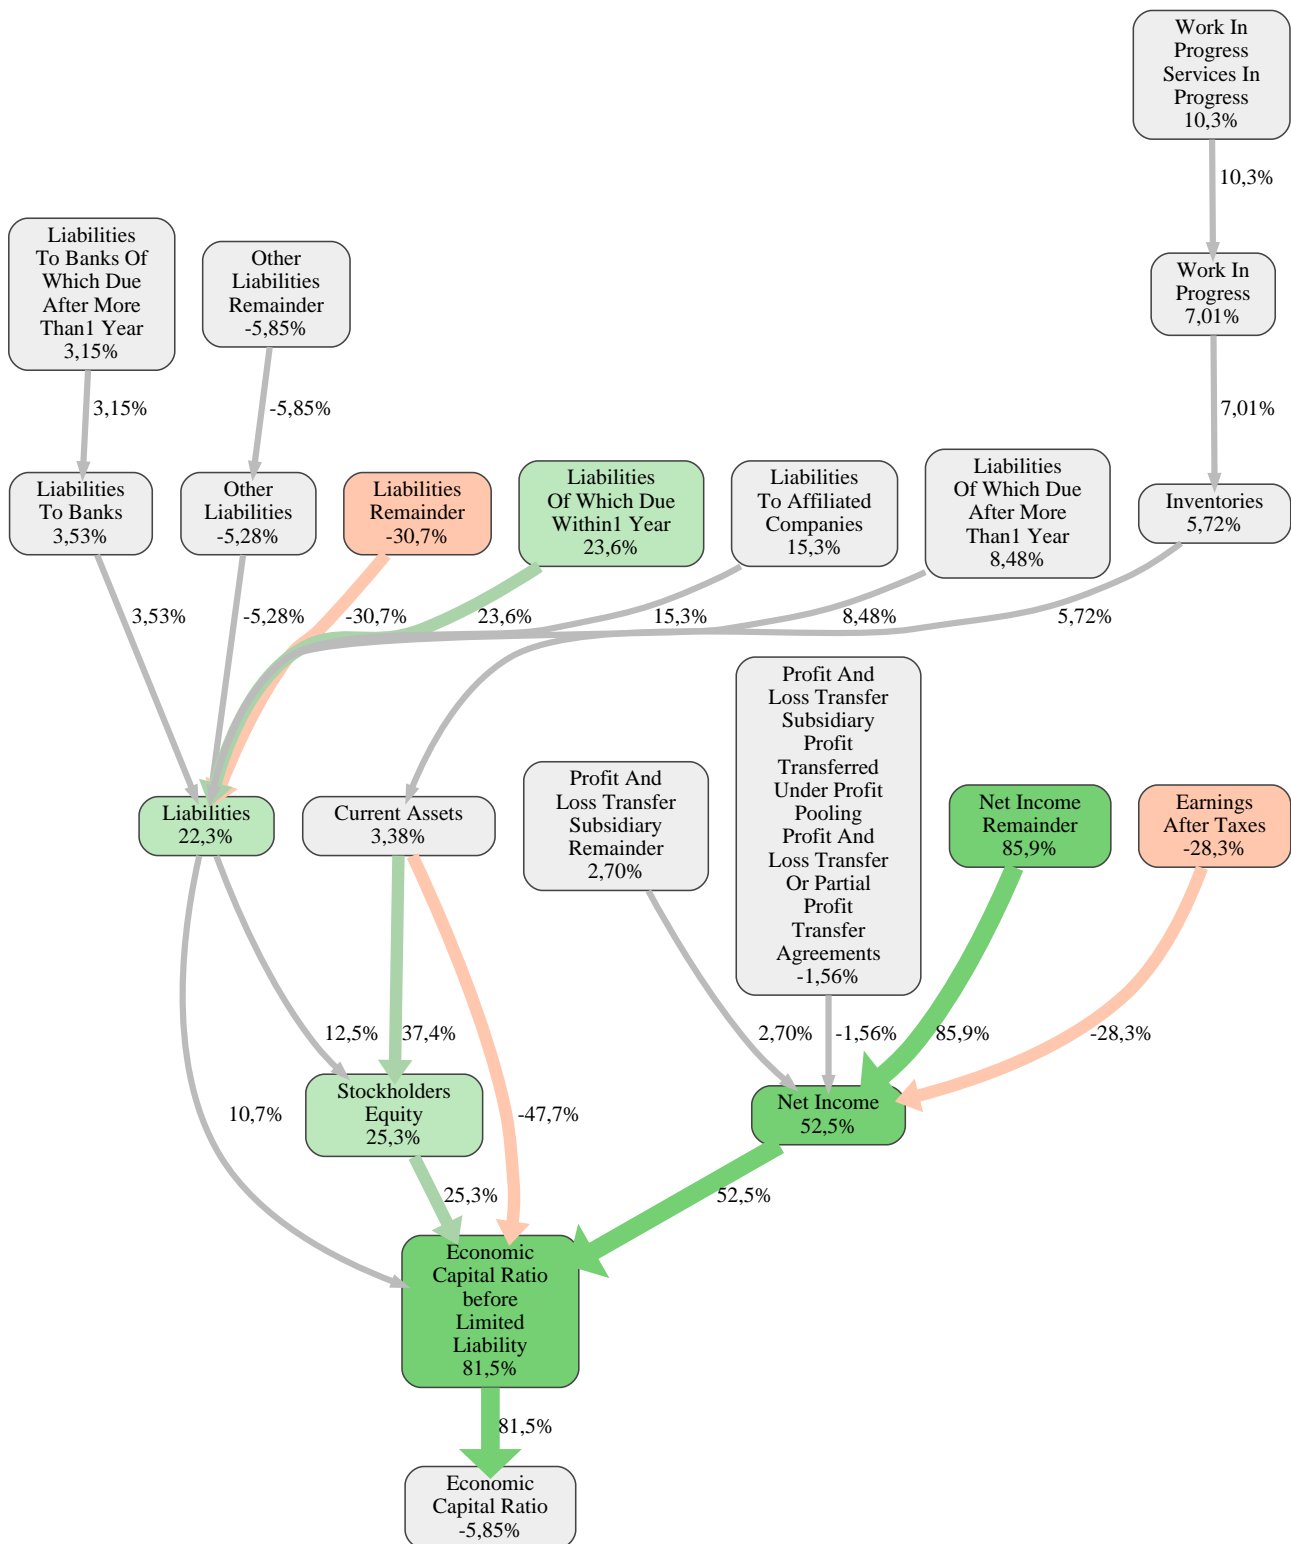 Work In
Progress
Services In
Progress
10,3%
10,3%
Liabilities
To Banks Of
Which Due
After More
Than1 Year
3,15%
Other
Liabilities
Remainder
-5,85%
Work In
Progress
7,01%
3,15%
-5,85%
7,01%
Liabilities
To Banks
3,53%
Other
Liabilities
-5,28%
Liabilities
Remainder
-30,7%
Liabilities
Of Which Due
Within1 Year
23,6%
Liabilities
To Affiliated
Companies
15,3%
Liabilities
Of Which Due
After More
Than1 Year
8,48%
Inventories
5,72%
3,53%
-5,28%
-30,7%
23,6%
15,3%
8,48%
5,72%
Liabilities
22,3%
Current Assets
3,38%
Profit And
Loss Transfer
Subsidiary
Remainder
2,70%
Profit And
Loss Transfer
Subsidiary
Profit
Transferred
Under Profit
Pooling
Profit And
Loss Transfer
Or Partial
Profit
Transfer
Agreements
-1,56%
Net Income
Remainder
85,9%
Earnings
After Taxes
-28,3%
12,5%
37,4%
2,70%
-1,56%
85,9%
-28,3%
Stockholders
Equity
25,3%
Net Income
52,5%
10,7%
-47,7%
25,3%
52,5%
Economic
Capital Ratio
before
Limited
Liability
81,5%
81,5%
Economic
Capital Ratio
-5,85%